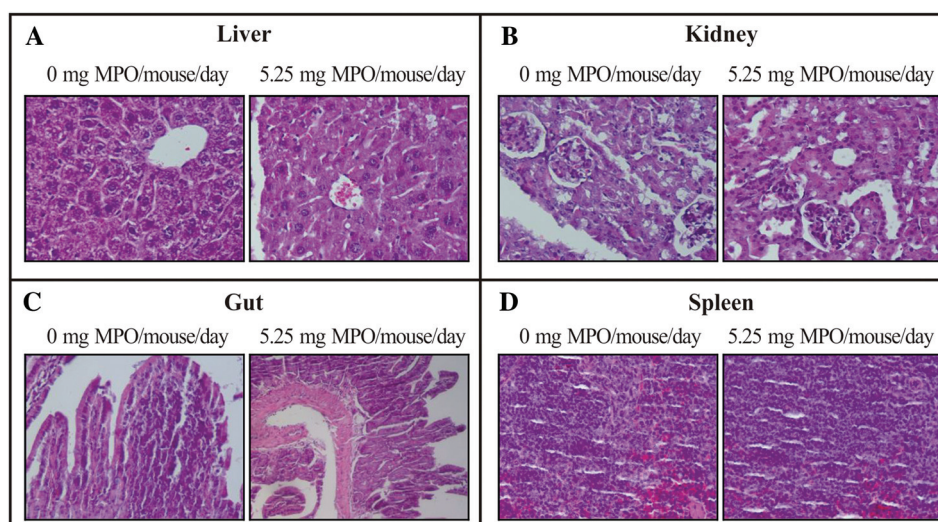 A
Liver
0 mg MPO/mouse/day
5.25 mg MPO/mouse/day
B
Kidney
0 mg MPO/mouse/day
5.25 mg MPO/mouse/day
C
Gut
0 mg MPO/mouse/day
5.25 mg MPO/mouse/day
D
Spleen
0 mg MPO/mouse/day
5.25 mg MPO/mouse/day